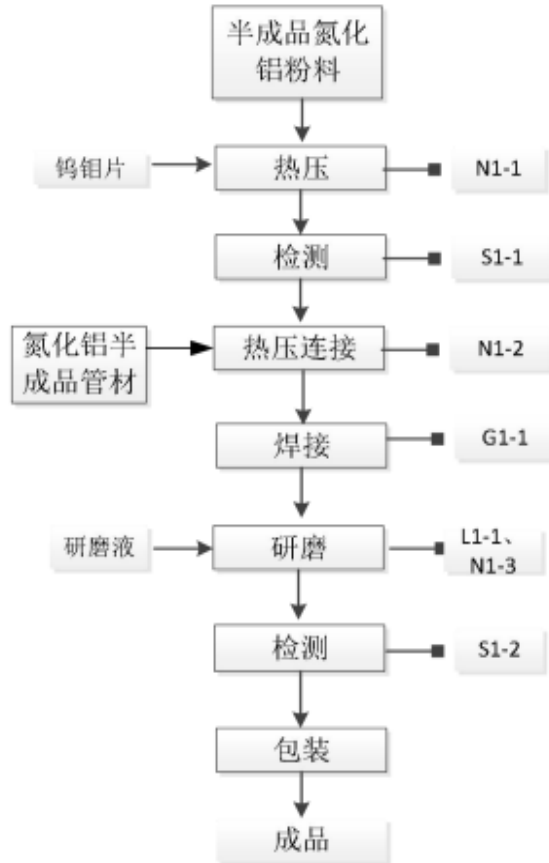 半成品氮化
铝粉料
钨钼片
热压
N1-1
检测
S1-1
氮化铝半
成品管材
热压连接
N1-2
焊接
G1-1
研磨液
研磨
L1-1、
N1-3
检测
S1-2
包装
成品